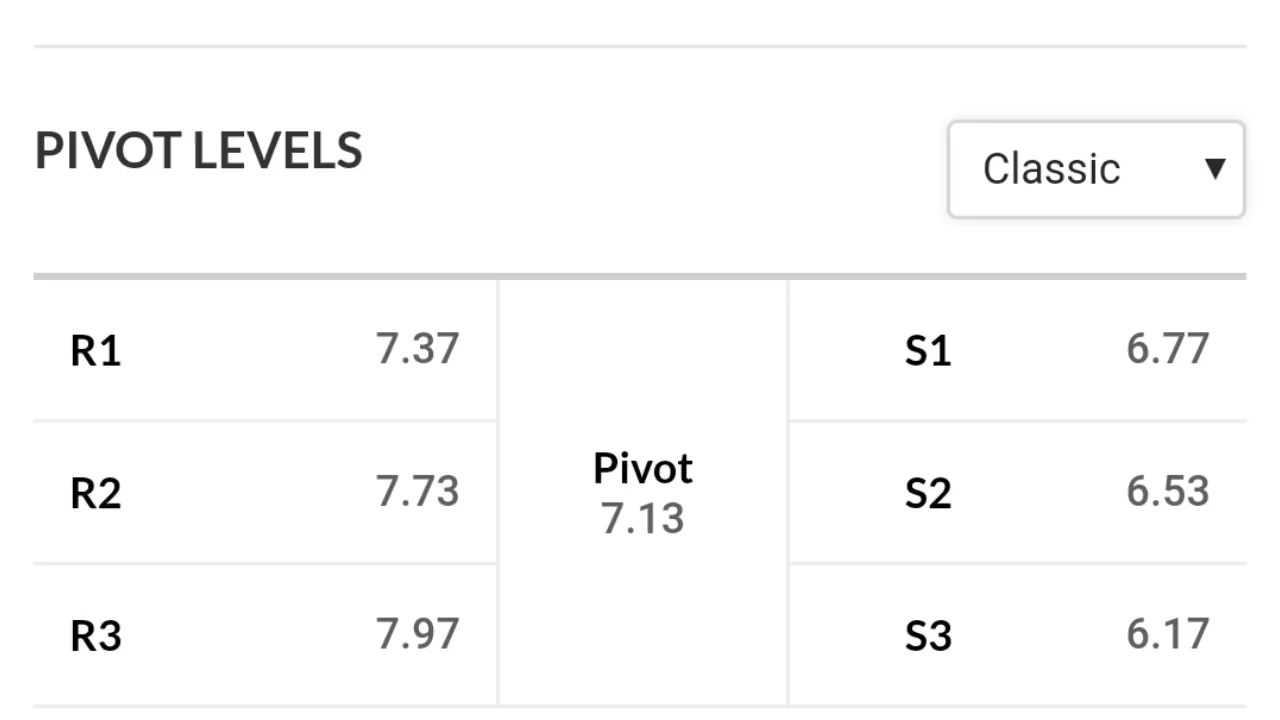 PIVOT LEVELS
Classic ▼
R1 7.37
S1 6.77
Pivot
7.13
R2 7.73
S2 6.53
R3 7.97
S3 6.17